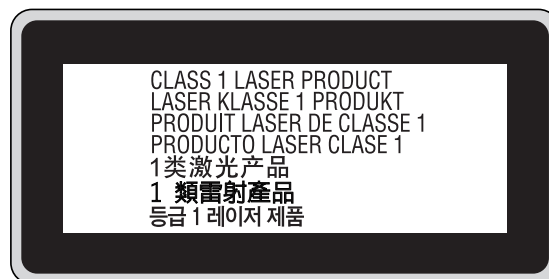 CLASS 1 LASER PRODUCT
LASER KLASSE 1 PRODUKT
PRODUIT LASER DE CLASSE 1
PRODUCTO LASER CLASE 1
1类激光产品
1 類雷射產品
등급 1 레이저 제품